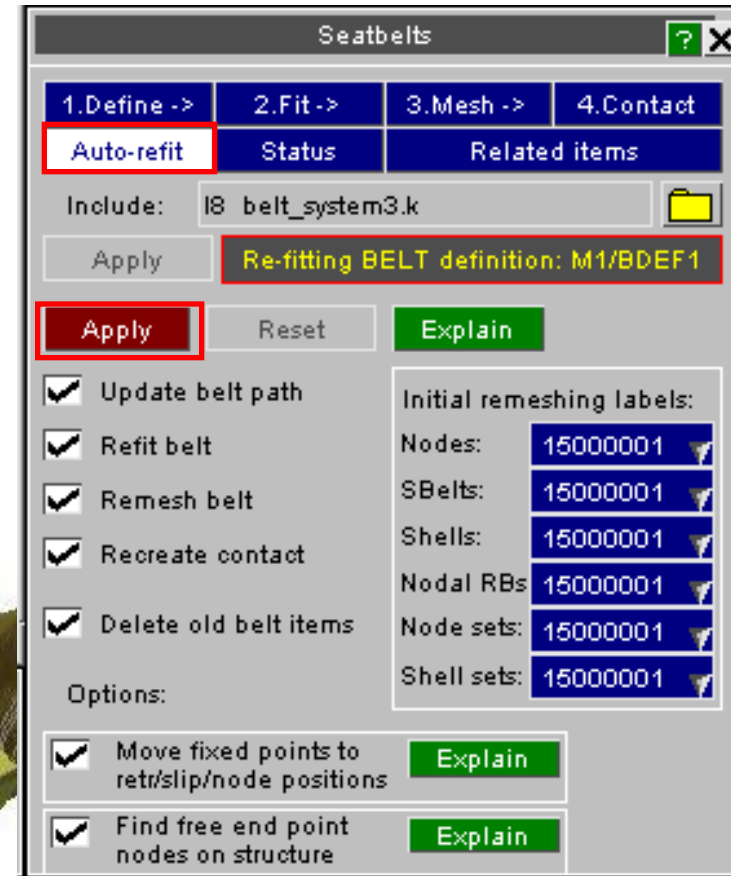 Seatbelts ? X
1.Define -> 2.Fit -> 3.Mesh -> 4.Contact
Auto-refit Status Related items
Include: I8 belt_system3.k
Apply Re-fitting BELT definition: M1/BDEF1
Apply Reset Explain
Update belt path
Refit belt
Remesh belt
Recreate contact
Delete old belt items
Initial remeshing labels:
Nodes: 15000001
SBelts: 15000001
Shells: 15000001
Nodal RBs 15000001
Node sets: 15000001
Shell sets: 15000001
Options:
Move fixed points to
retr/slip/node positions
Explain
Find free end point
nodes on structure
Explain